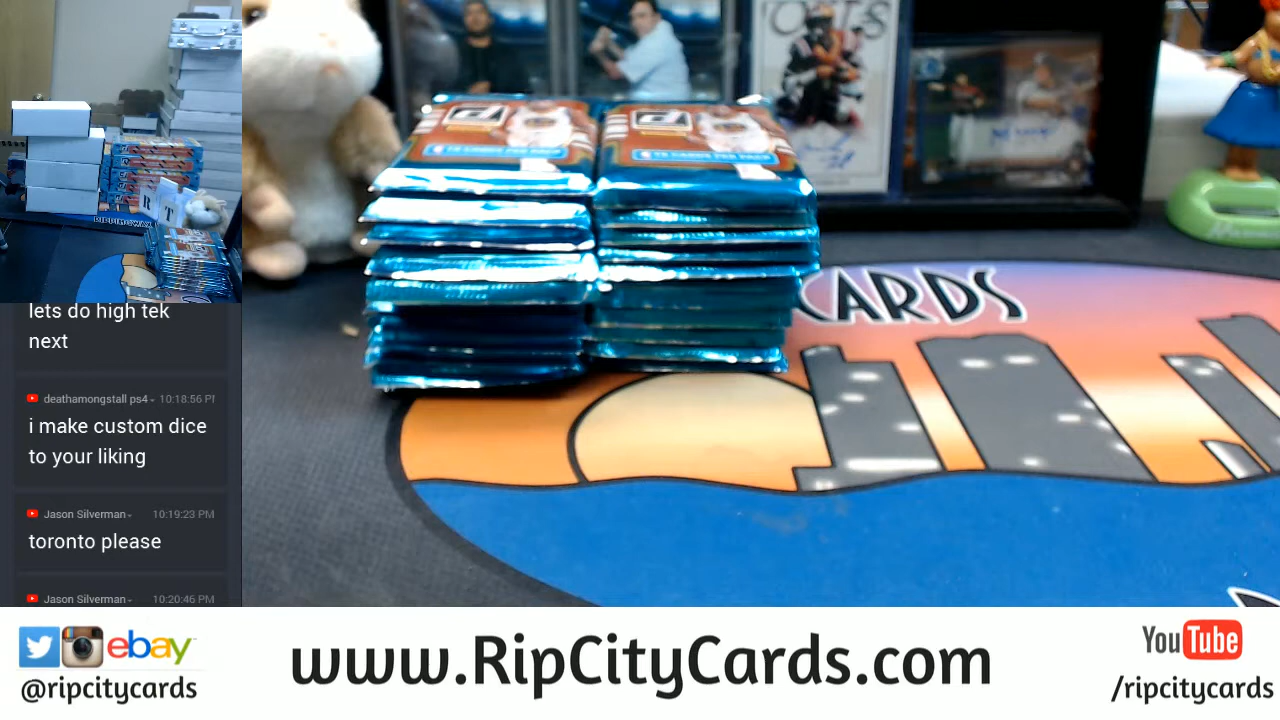 lets do high tek
next
deathamongstall ps4 10:18:56 PM
i make custom dice
to your liking
Jason Silverman 10:19:23 PM
toronto please
Jason Silverman 10:20:46 PM
R T
CARDS
ebay
@ripcitycards
www.RipCityCards.com
YouTube
/ripcitycards